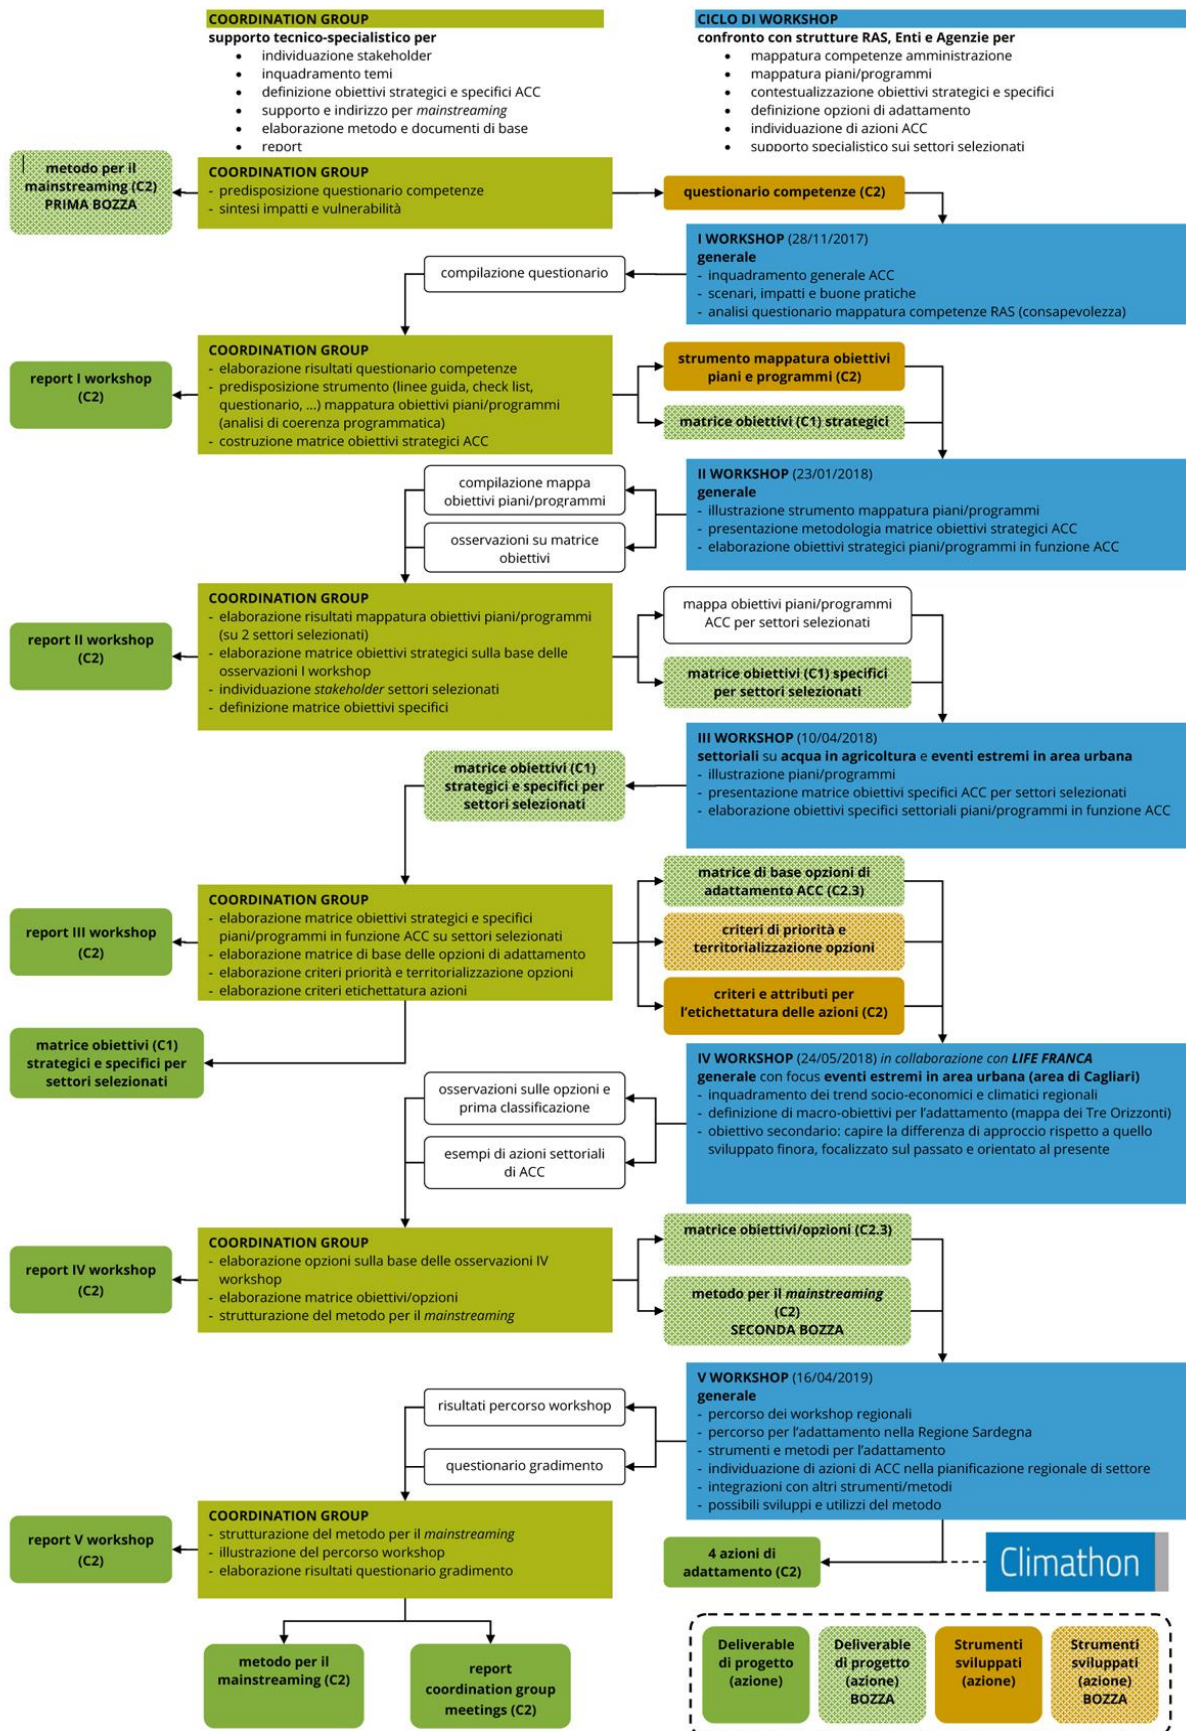 COORDINATION GROUP
supporto tecnico-specialistico per
• individuazione stakeholder
• inquadramento temi
• definizione obiettivi strategici e specifici ACC
• supporto e indirizzo per mainstreaming
• elaborazione metodo e documenti di base
• report
CICLO DI WORKSHOP
confronto con strutture RAS, Enti e Agenzie per
• mappatura competenze amministrazione
• mappatura piani/programmi
• contestualizzazione obiettivi strategici e specifici
• definizione opzioni di adattamento
• individuazione di azioni ACC
• supporto specialistico sui settori selezionati
metodo per il
mainstreaming (C2)
PRIMA BOZZA
COORDINATION GROUP
- predisposizione questionario competenze
- sintesi impatti e vulnerabilità
questionario competenze (C2)
I WORKSHOP (28/11/2017)
generale
- inquadramento generale ACC
- scenari, impatti e buone pratiche
- analisi questionario mappatura competenze RAS (consapevolezza)
compilazione questionario
report I workshop
(C2)
COORDINATION GROUP
- elaborazione risultati questionario competenze
- predisposizione strumento (linee guida, check list,
questionario, ...) mappatura obiettivi piani/programmi
(analisi di coerenza programmatica)
- costruzione matrice obiettivi strategici ACC
strumento mappatura obiettivi
piani e programmi (C2)
matrice obiettivi (C1) strategici
II WORKSHOP (23/01/2018)
generale
- illustrazione strumento mappatura piani/programmi
- presentazione metodologia matrice obiettivi strategici ACC
- elaborazione obiettivi strategici piani/programmi in funzione ACC
compilazione mappa
obiettivi piani/programmi
osservazioni su matrice
obiettivi
report II workshop
(C2)
COORDINATION GROUP
- elaborazione risultati mappatura obiettivi piani/programmi
(su 2 settori selezionati)
- elaborazione matrice obiettivi strategici sulla base delle
osservazioni I workshop
- individuazione stakeholder settori selezionati
- definizione matrice obiettivi specifici
mappa obiettivi piani/programmi
ACC per settori selezionati
matrice obiettivi (C1) specifici
per settori selezionati
III WORKSHOP (10/04/2018)
settoriali su acqua in agricoltura e eventi estremi in area urbana
- illustrazione piani/programmi
- presentazione matrice obiettivi specifici ACC per settori selezionati
- elaborazione obiettivi specifici settoriali piani/programmi in funzione ACC
matrice obiettivi (C1)
strategici e specifici per
settori selezionati
report III workshop
(C2)
COORDINATION GROUP
- elaborazione matrice obiettivi strategici e specifici
piani/programmi in funzione ACC su settori selezionati
- elaborazione matrice di base delle opzioni di adattamento
- elaborazione criteri priorità e territorializzazione opzioni
- elaborazione criteri etichettatura azioni
matrice di base opzioni di
adattamento ACC (C2.3)
criteri di priorità e
territorializzazione opzioni
criteri e attributi per
l'etichettatura delle azioni (C2)
matrice obiettivi (C1)
strategici e specifici per
settori selezionati
IV WORKSHOP (24/05/2018) in collaborazione con LIFE FRANCA
generale con focus eventi estremi in area urbana (area di Cagliari)
- inquadramento dei trend socio-economici e climatici regionali
- definizione di macro-obiettivi per l'adattamento (mappa dei Tre Orizzonti)
- obiettivo secondario: capire la differenza di approccio rispetto a quello
sviluppato finora, focalizzato sul passato e orientato al presente
osservazioni sulle opzioni e
prima classificazione
esempi di azioni settoriali
di ACC
report IV workshop
(C2)
COORDINATION GROUP
- elaborazione opzioni sulla base delle osservazioni IV
workshop
- elaborazione matrice obiettivi/opzioni
- strutturazione del metodo per il mainstreaming
matrice obiettivi/opzioni (C2.3)
metodo per il mainstreaming
(C2)
SECONDA BOZZA
V WORKSHOP (16/04/2019)
generale
- percorso dei workshop regionali
- percorso per l'adattamento nella Regione Sardegna
- strumenti e metodi per l'adattamento
- individuazione di azioni di ACC nella pianificazione regionale di settore
- integrazioni con altri strumenti/metodi
- possibili sviluppi e utilizzi del metodo
risultati percorso workshop
questionario gradimento
report V workshop
(C2)
COORDINATION GROUP
- strutturazione del metodo per il mainstreaming
- illustrazione del percorso workshop
- elaborazione risultati questionario gradimento
4 azioni di
adattamento (C2)
Climathon
metodo per il
mainstreaming (C2)
report
coordination group
meetings (C2)
Deliverable
di progetto
(azione)
Deliverable
di progetto
(azione)
BOZZA
Strumenti
sviluppati
(azione)
Strumenti
sviluppati
(azione)
BOZZA